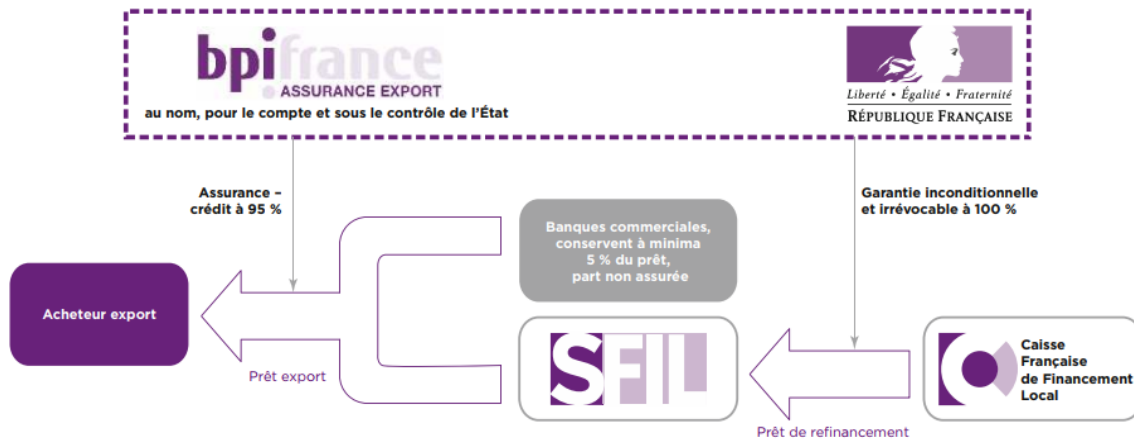 bpifrance
ASSURANCE EXPORT
au nom, pour le compte et sous le contrôle de l'État
Liberté • Égalité • Fraternité
RÉPUBLIQUE FRANÇAISE
Assurance –
crédit à 95 %
Garantie inconditionnelle
et irrévocable à 100 %
Banques commerciales,
conservent à minima
5 % du prêt,
part non assurée
Acheteur export
Prêt export
SFIL
Caisse
Française
de Financement
Local
Prêt de refinancement